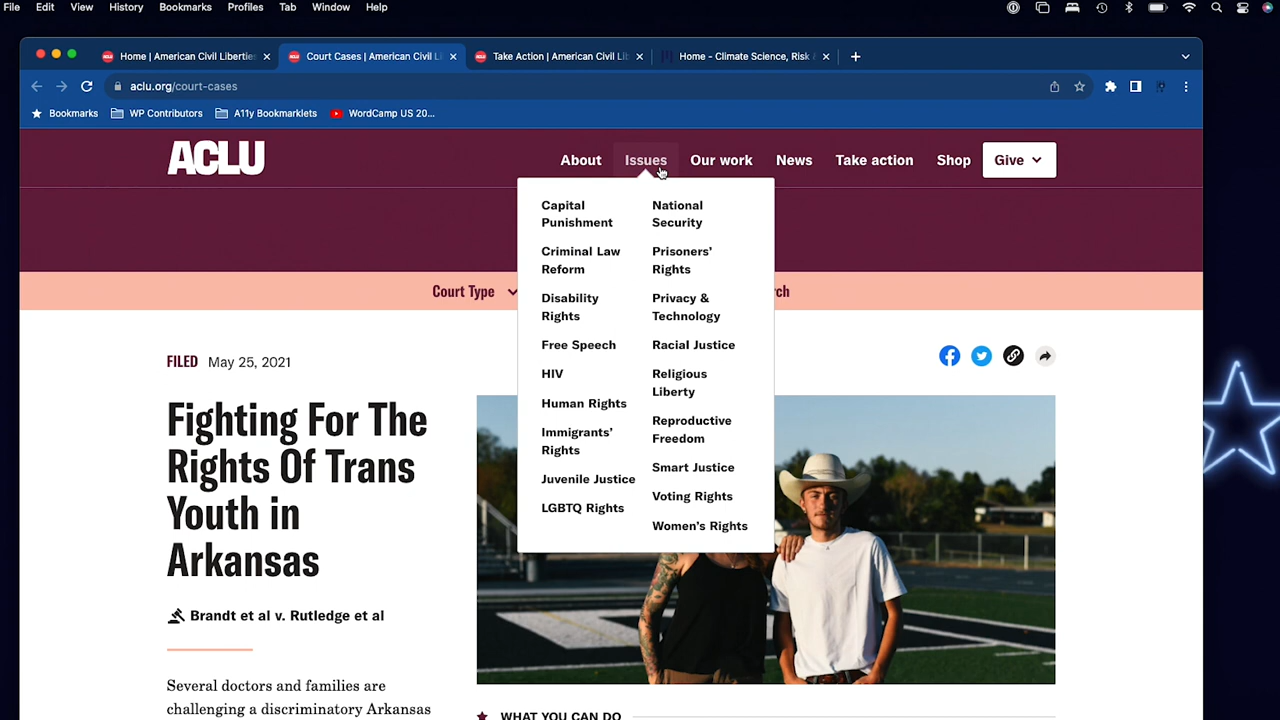 File Edit View History Bookmarks Profiles Tab Window Help
Home | American Civil Liberties
Court Cases | American Civil Li
Take Action | American Civil Lib
Home - Climate Science, Risk &
aclu.org/court-cases
Bookmarks WP Contributors A11y Bookmarklets WordCamp US 20...
ACLU
About Issues Our work News Take action Shop Give
Capital
Punishment
Criminal Law
Reform
Disability
Rights
Free Speech
HIV
Human Rights
Immigrants’
Rights
Juvenile Justice
LGBTQ Rights
National
Security
Prisoners’
Rights
Privacy &
Technology
Racial Justice
Religious
Liberty
Reproductive
Freedom
Smart Justice
Voting Rights
Women’s Rights
Court Type rch
FILED May 25, 2021
Fighting For The
Rights Of Trans
Youth in
Arkansas
Brandt et al v. Rutledge et al
Several doctors and families are
challenging a discriminatory Arkansas
WHAT YOU CAN DO